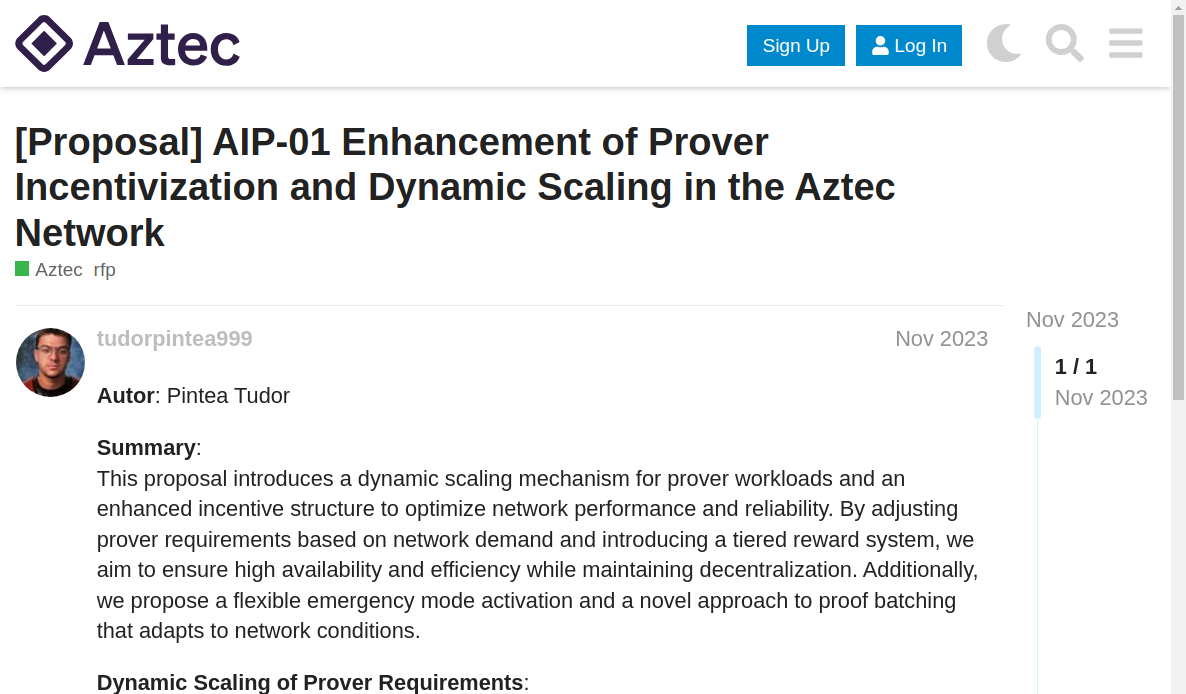 Aztec
Sign Up
Log In
[Proposal] AIP-01 Enhancement of Prover
Incentivization and Dynamic Scaling in the Aztec
Network
Aztec rfp
Nov 2023
tudorpintea999
Nov 2023
1 / 1
Nov 2023
Autor: Pintea Tudor
Summary:
This proposal introduces a dynamic scaling mechanism for prover workloads and an
enhanced incentive structure to optimize network performance and reliability. By adjusting
prover requirements based on network demand and introducing a tiered reward system, we
aim to ensure high availability and efficiency while maintaining decentralization. Additionally,
we propose a flexible emergency mode activation and a novel approach to proof batching
that adapts to network conditions.
Dynamic Scaling of Prover Requirements: